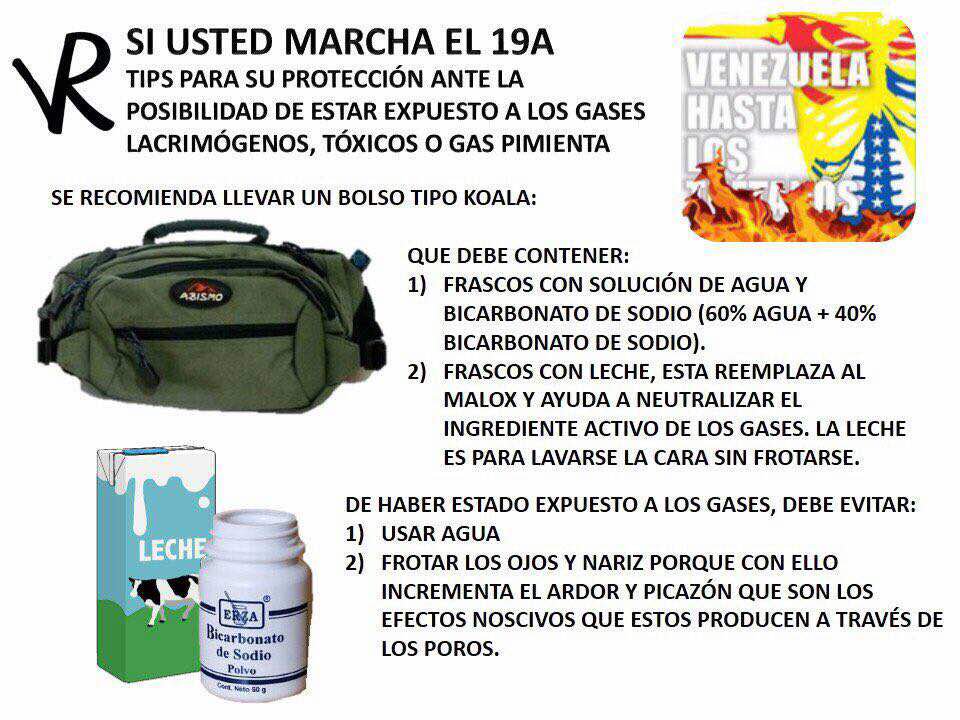 VR
SI USTED MARCHA EL 19A
TIPS PARA SU PROTECCIÓN ANTE LA
POSIBILIDAD DE ESTAR EXPUESTO A LOS GASES
LACRIMÓGENOS, TÓXICOS O GAS PIMIENTA
VENEZUELA
HASTA
LOS
SE RECOMIENDA LLEVAR UN BOLSO TIPO KOALA:
ABISMO
QUE DEBE CONTENER:
1) FRASCOS CON SOLUCIÓN DE AGUA Y
BICARBONATO DE SODIO (60% AGUA + 40%
BICARBONATO DE SODIO).
2) FRASCOS CON LECHE, ESTA REEMPLAZA AL
MALOX Y AYUDA A NEUTRALIZAR EL
INGREDIENTE ACTIVO DE LOS GASES. LA LECHE
ES PARA LAVARSE LA CARA SIN FROTARSE.
LECHE
ERZA ®
Bicarbonato
de Sodio
Polvo
Cont. Neto 50 g
DE HABER ESTADO EXPUESTO A LOS GASES, DEBE EVITAR:
1) USAR AGUA
2) FROTAR LOS OJOS Y NARIZ PORQUE CON ELLO
INCREMENTA EL ARDOR Y PICAZÓN QUE SON LOS
EFECTOS NOSCIVOS QUE ESTOS PRODUCEN A TRAVÉS DE
LOS POROS.